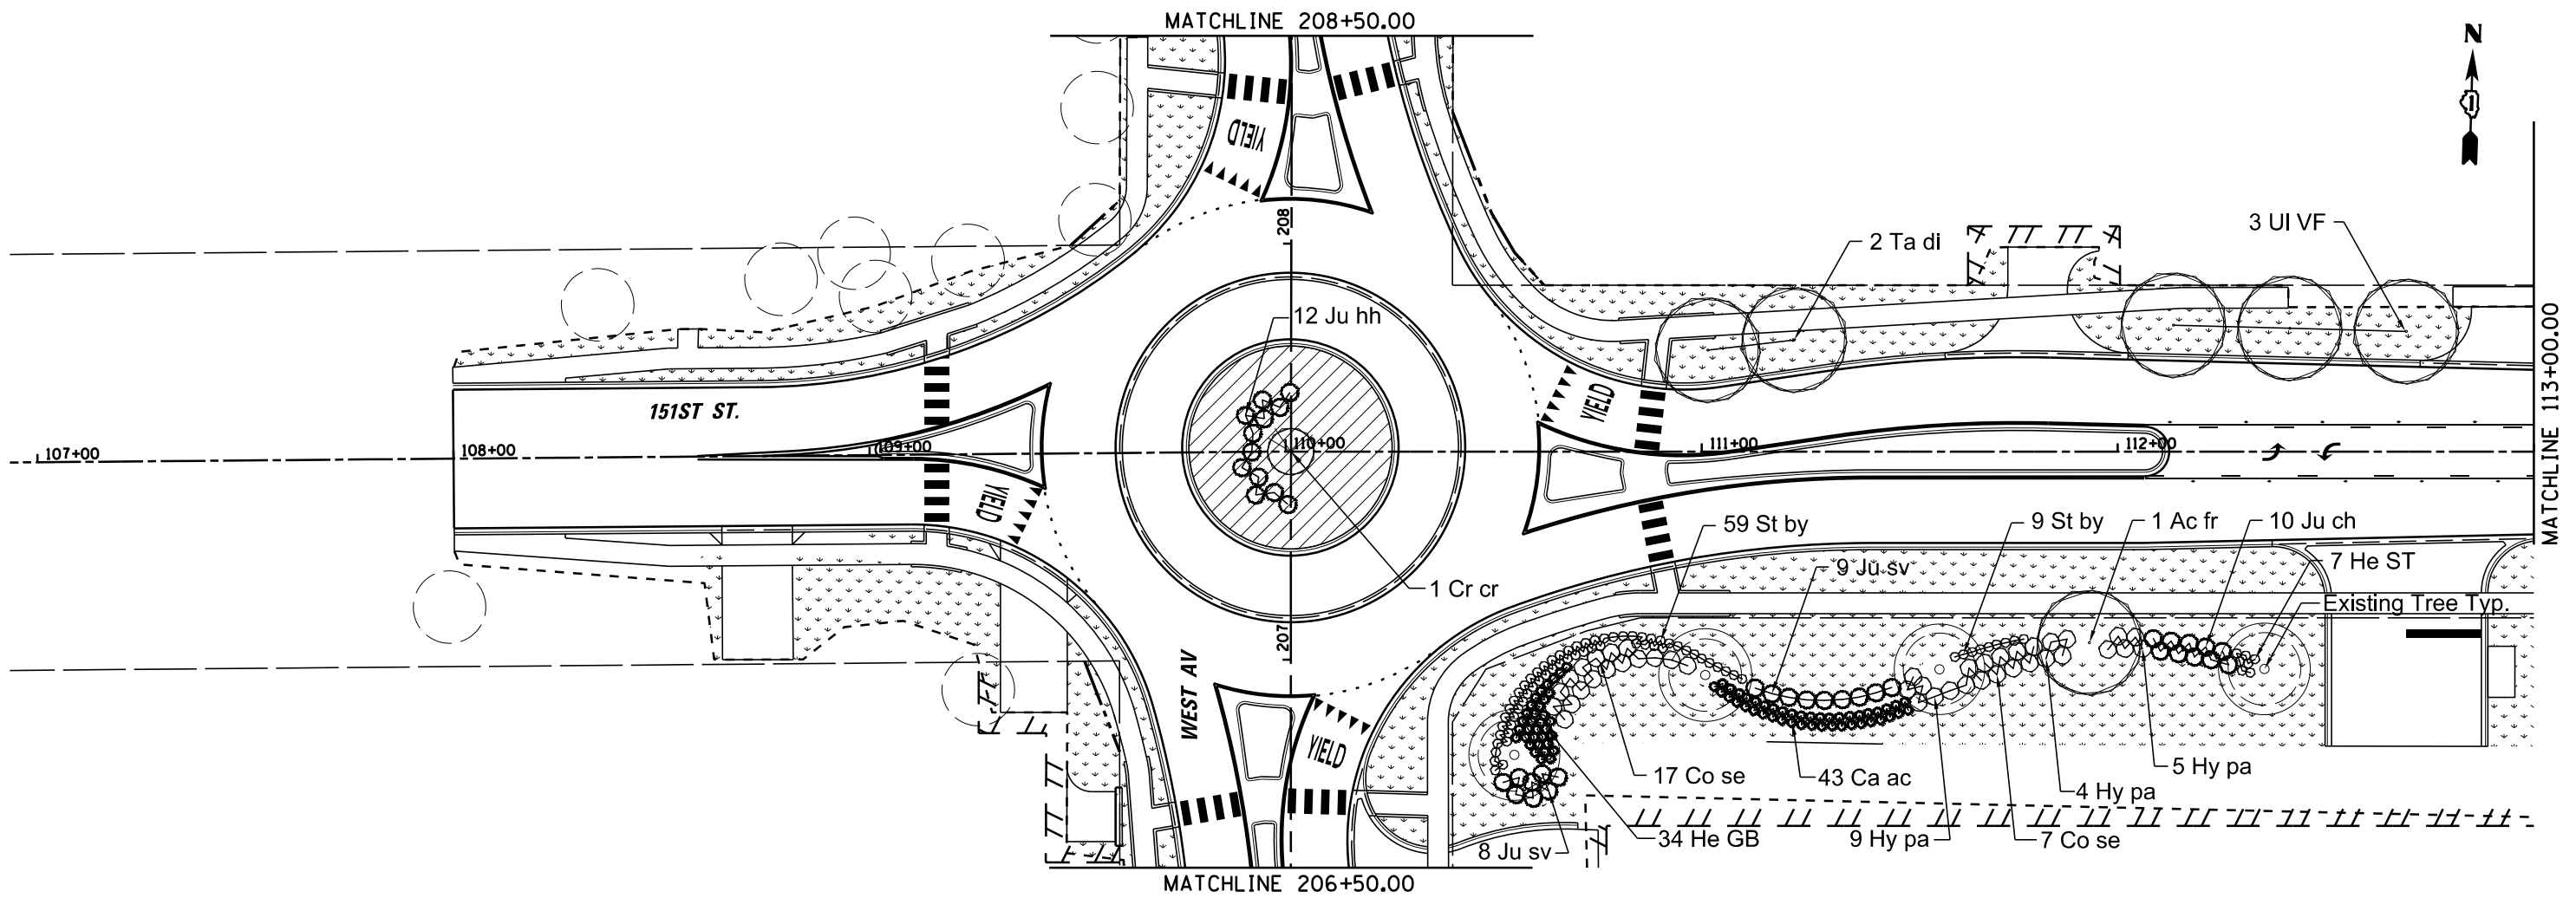 MATCHLINE 208+50.00
N
YIELD
208
3 Ul VF
2 Ta di
12 Ju hh
MATCHLINE 113+00.00
151ST ST.
YIELD
107+00
108+00
109+00
110+00
111+00
112+00
YIELD
59 St by
9 St by
1 Ac fr
10 Ju ch
7 He ST
9 Ju sv
1 Cr cr
Existing Tree Typ.
207
WEST AV
YIELD
17 Co se
43 Ca ac
5 Hy pa
4 Hy pa
34 He GB
9 Hy pa
7 Co se
8 Ju sv
MATCHLINE 206+50.00